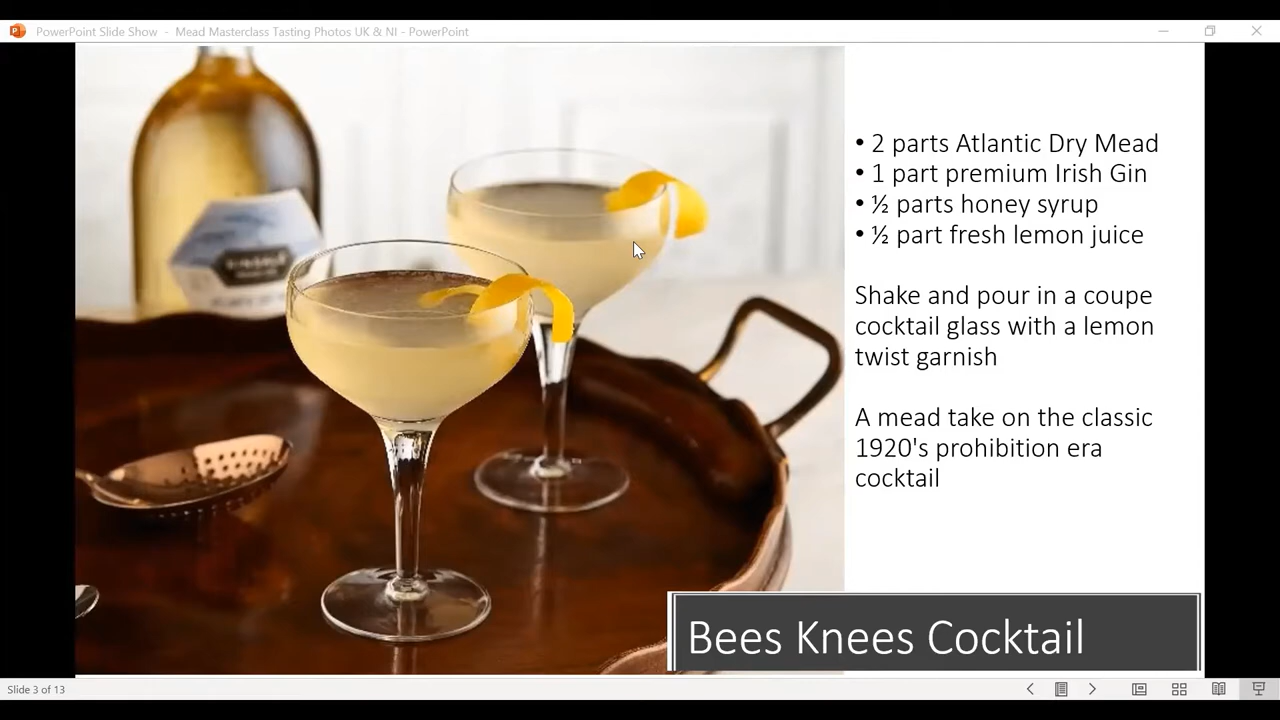 PowerPoint Slide Show - Mead Masterclass Tasting Photos UK & NI - PowerPoint
• 2 parts Atlantic Dry Mead
• 1 part premium Irish Gin
• ½ parts honey syrup
• ½ part fresh lemon juice
Shake and pour in a coupe
cocktail glass with a lemon
twist garnish
A mead take on the classic
1920's prohibition era
cocktail
Bees Knees Cocktail
Slide 3 of 13